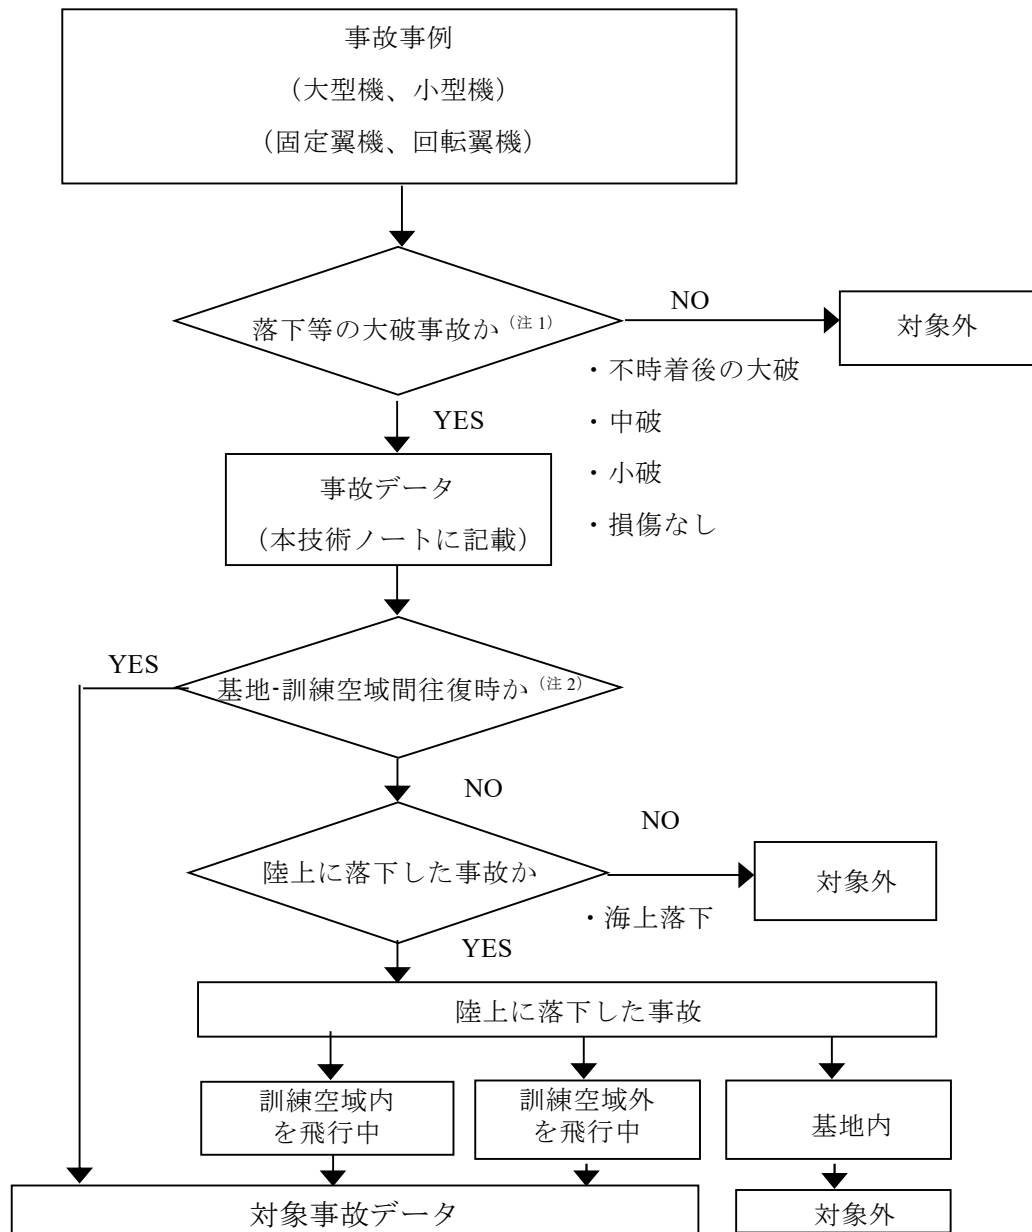 事故事例
（大型機、小型機）
（固定翼機、回転翼機）
落下等の大破事故か（注 1）
NO
対象外
・不時着後の大破
・中破
・小破
・損傷なし
YES
事故データ
（本技術ノートに記載）
YES
基地-訓練空域間往復時か（注 2）
NO
陸上に落下した事故か
NO
対象外
・海上落下
YES
陸上に落下した事故
訓練空域内
を飛行中
訓練空域外
を飛行中
基地内
対象事故データ
対象外